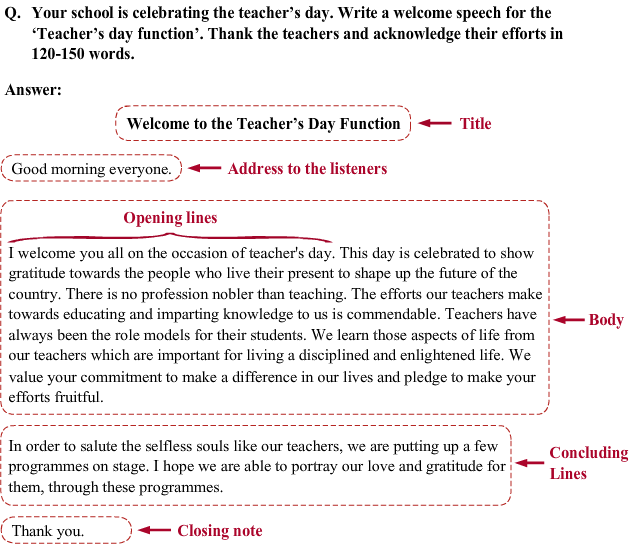 Q. Your school is celebrating the teacher’s day. Write a welcome speech for the
‘Teacher’s day function’. Thank the teachers and acknowledge their efforts in
120-150 words.
Answer:
Welcome to the Teacher’s Day Function
Title
Good morning everyone.
Address to the listeners
Opening lines
I welcome you all on the occasion of teacher's day. This day is celebrated to show
gratitude towards the people who live their present to shape up the future of the
country. There is no profession nobler than teaching. The efforts our teachers make
towards educating and imparting knowledge to us is commendable. Teachers have
always been the role models for their students. We learn those aspects of life from
our teachers which are important for living a disciplined and enlightened life. We
value your commitment to make a difference in our lives and pledge to make your
efforts fruitful.
Body
In order to salute the selfless souls like our teachers, we are putting up a few
programmes on stage. I hope we are able to portray our love and gratitude for
them, through these programmes.
Concluding
Lines
Thank you.
Closing note